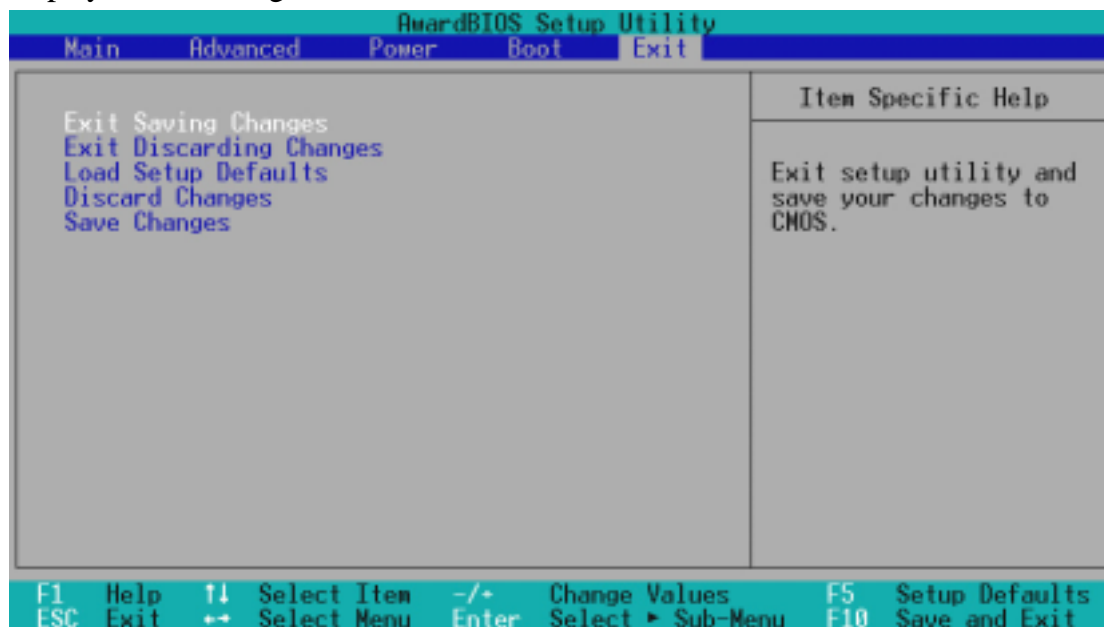 AwardBIOS Setup Utility
Main Advanced Power Boot Exit
Item Specific Help
Exit Saving Changes
Exit Discarding Changes
Load Setup Defaults
Discard Changes
Save Changes
Exit setup utility and
save your changes to
CMOS.
F1 Help ↑↓ Select Item -/+ Change Values F5 Setup Defaults
ESC Exit ←→ Select Menu Enter Select ► Sub-Menu F10 Save and Exit